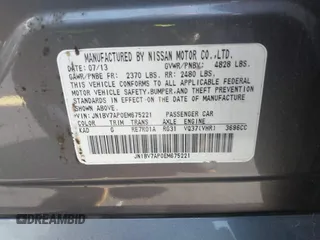 MANUFACTURED BY NISSAN MOTOR CO.,LTD.
DATE: 07/13 GVWR/PNBV: 4828 LBS.
GAWR/PNBE FR: 2370 LBS. RR: 2480 LBS.
THIS VEHICLE CONFORMS TO ALL APPLICABLE FEDERAL
MOTOR VEHICLE SAFETY, BUMPER, AND THEFT
PREVENTION STANDARDS IN EFFECT ON THE DATE OF
MANUFACTURE SHOWN ABOVE.
*VIN: JN1BV7AP0EM675221 PASSENGER CAR
COLOR TRIM TRANS AXLE ENGINE
KAD G RE7R01A RG31 VQ37(VHR) 3696CC
JN1BV7AP0EM675221
DREAMBID